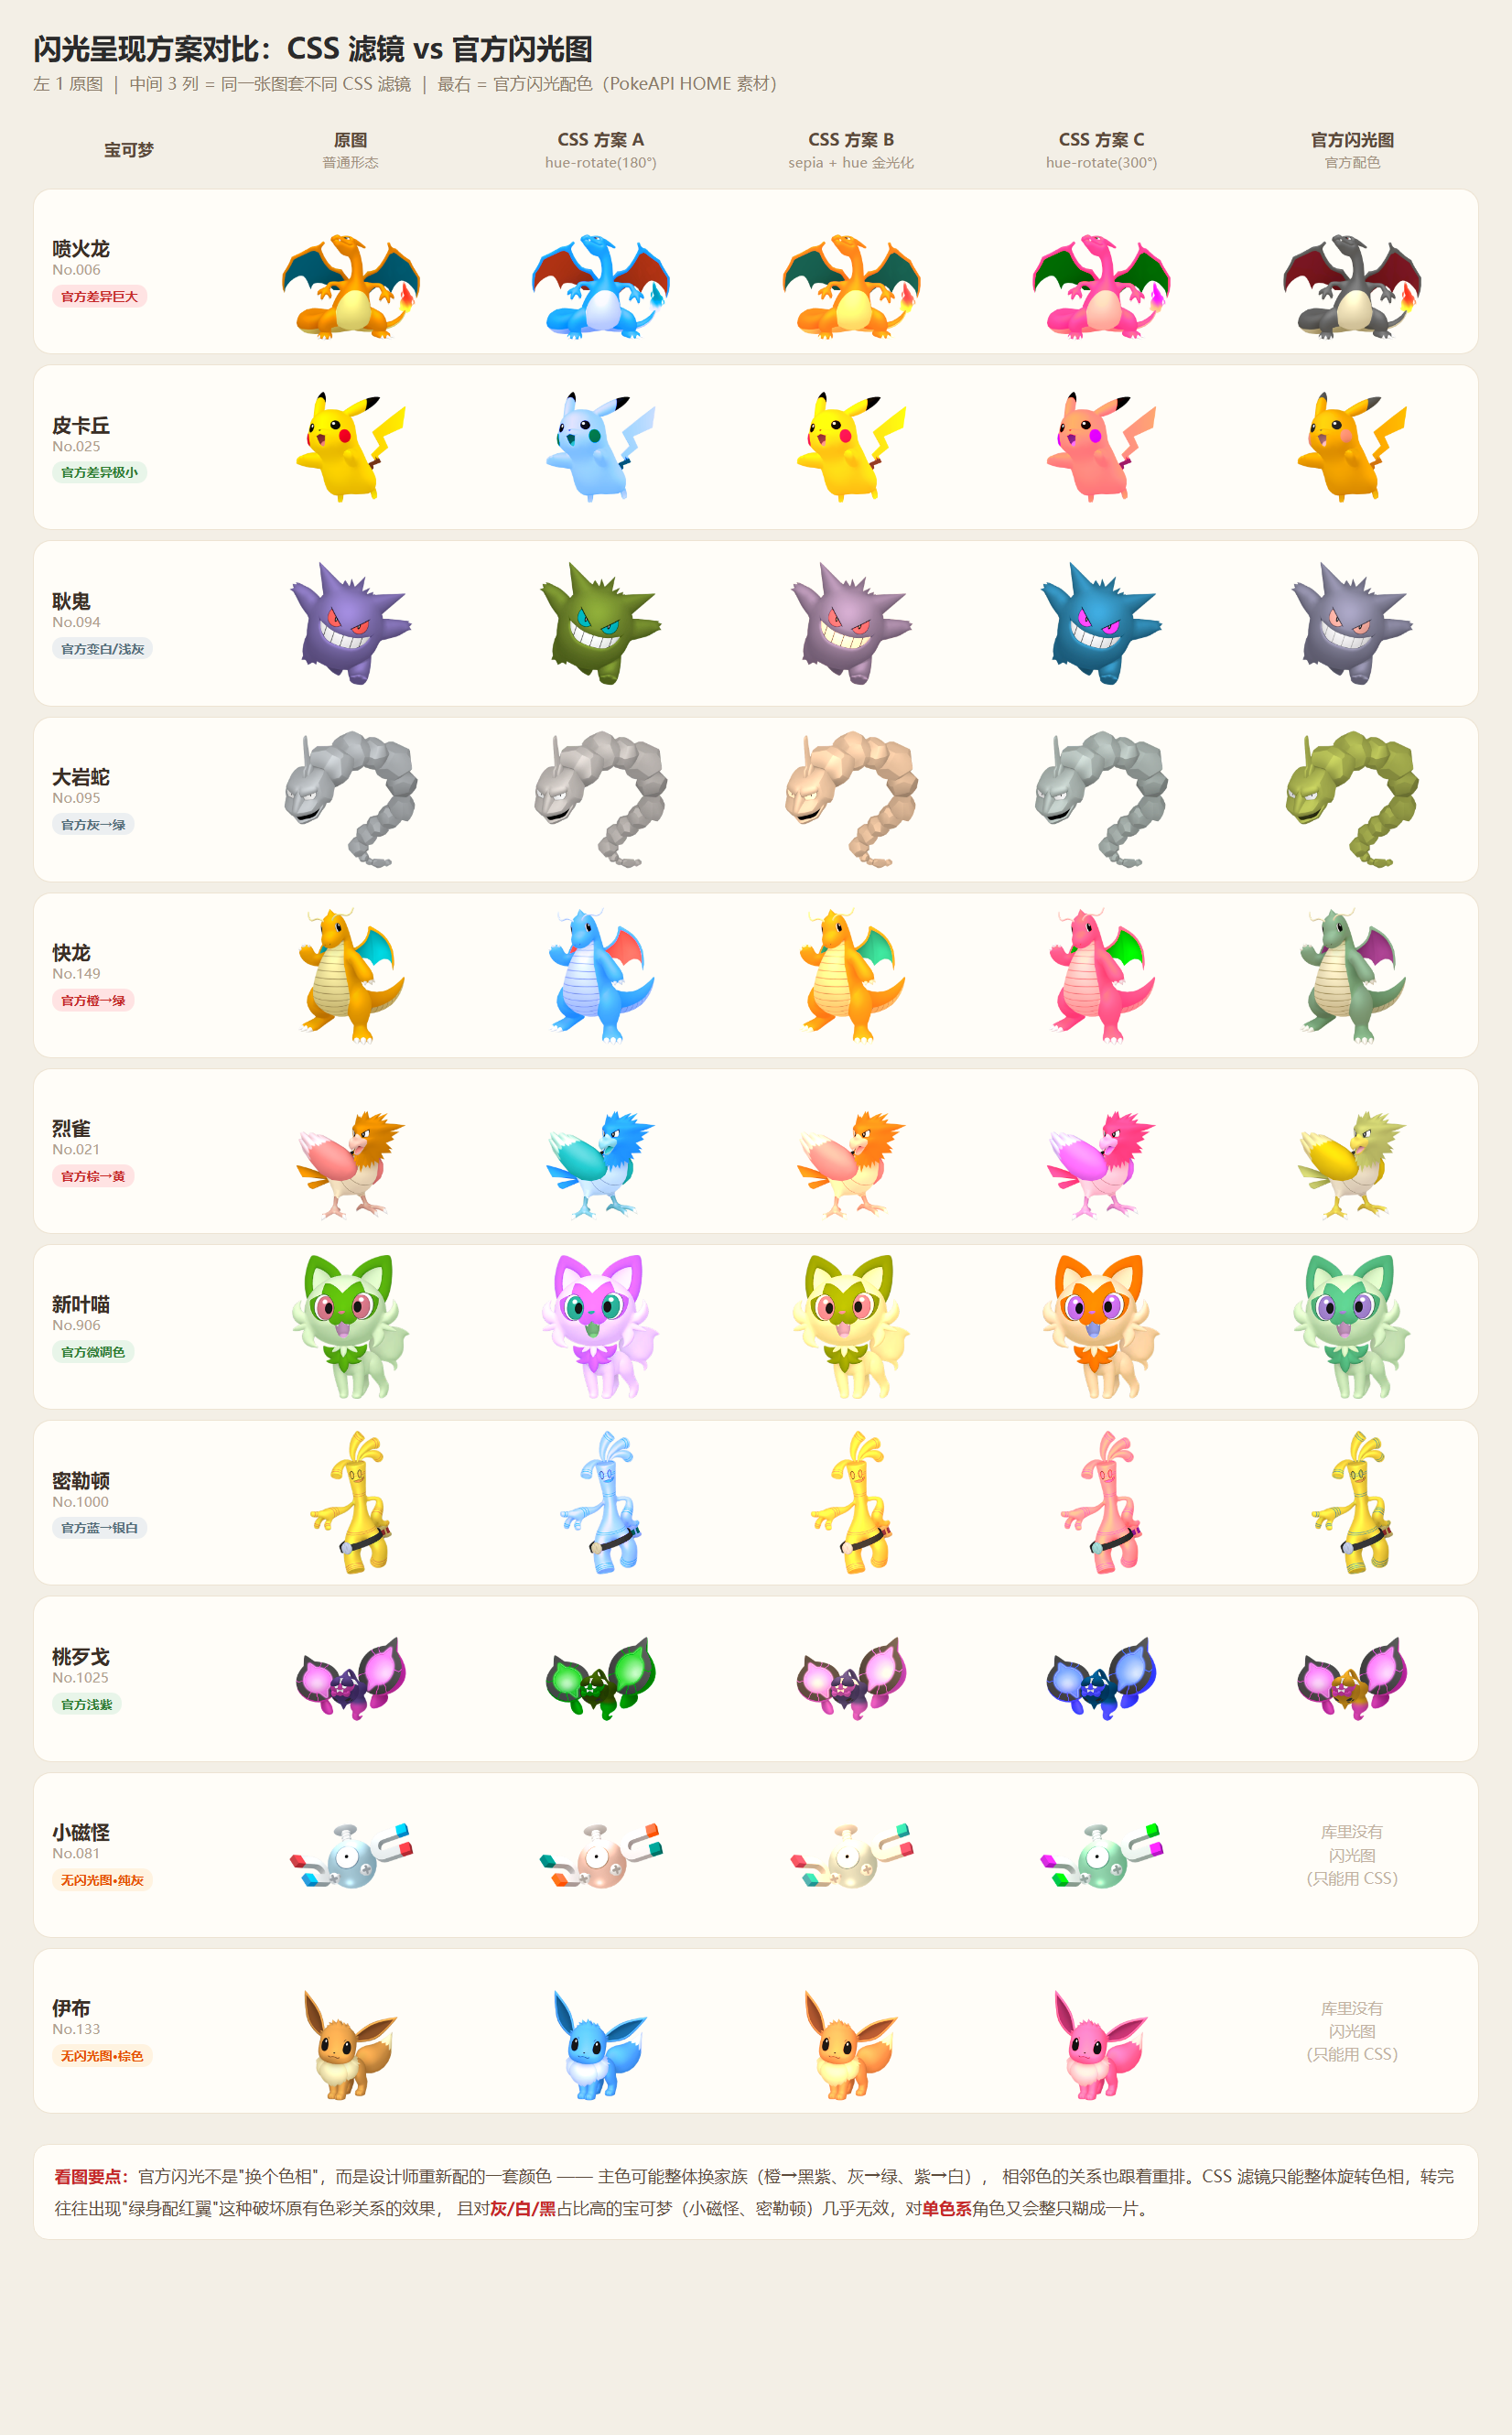 闪光呈现方案对比：CSS 滤镜 vs 官方闪光图
左 1 原图 ｜ 中间 3 列 = 同一张图套不同 CSS 滤镜 ｜ 最右 = 官方闪光配色（PokeAPI HOME 素材）
宝可梦
原图
普通形态
CSS 方案 A
hue-rotate(180°)
CSS 方案 B
sepia + hue 金光化
CSS 方案 C
hue-rotate(300°)
官方闪光图
官方配色
喷火龙
No.006
官方差异巨大
皮卡丘
No.025
官方差异极小
耿鬼
No.094
官方变白/浅灰
大岩蛇
No.095
官方灰→绿
快龙
No.149
官方橙→绿
烈雀
No.021
官方棕→黄
新叶喵
No.906
官方微调色
密勒顿
No.1000
官方蓝→银白
桃歹戈
No.1025
官方浅紫
小磁怪
No.081
无闪光图•纯灰
库里没有
闪光图
（只能用 CSS）
伊布
No.133
无闪光图•棕色
库里没有
闪光图
（只能用 CSS）
看图要点：官方闪光不是"换个色相"，而是设计师重新配的一套颜色 —— 主色可能整体换家族（橙→黑紫、灰→绿、紫→白）， 相邻色的关系也跟着重排。CSS 滤镜只能整体旋转色相，转完
往往出现"绿身配红翼"这种破坏原有色彩关系的效果， 且对灰/白/黑占比高的宝可梦（小磁怪、密勒顿）几乎无效，对单色系角色又会整只糊成一片。